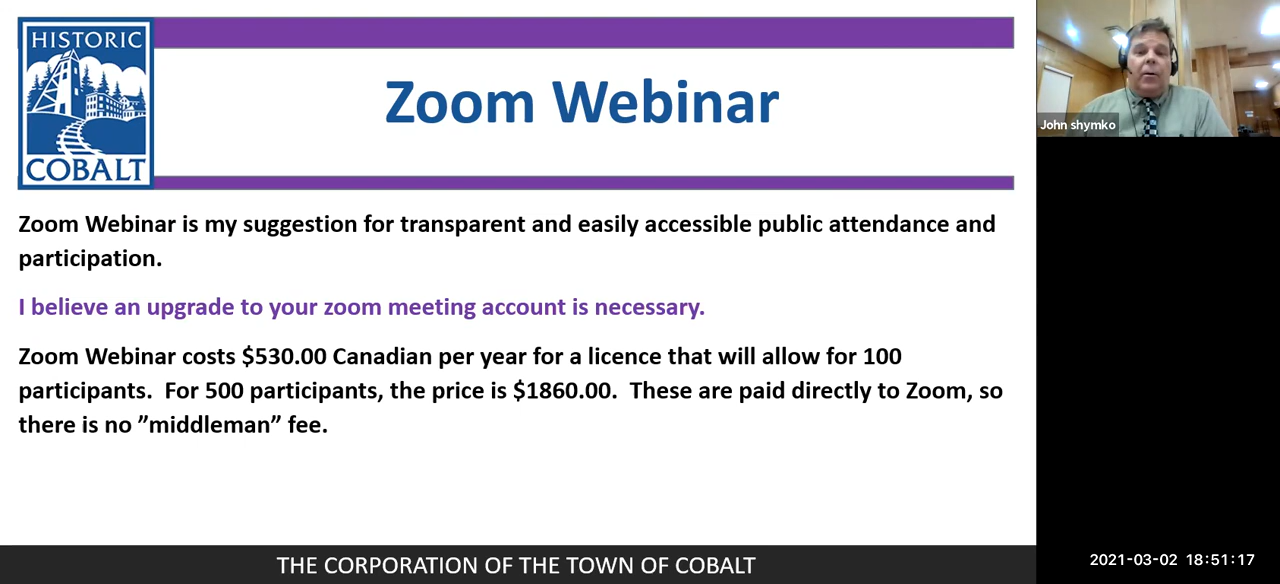 HISTORIC
COBALT
Zoom Webinar
Zoom Webinar is my suggestion for transparent and easily accessible public attendance and
participation.
I believe an upgrade to your zoom meeting account is necessary.
Zoom Webinar costs $530.00 Canadian per year for a licence that will allow for 100
participants.  For 500 participants, the price is $1860.00.  These are paid directly to Zoom, so
there is no ”middleman” fee.
THE CORPORATION OF THE TOWN OF COBALT
John shymko
2021-03-02 18:51:17